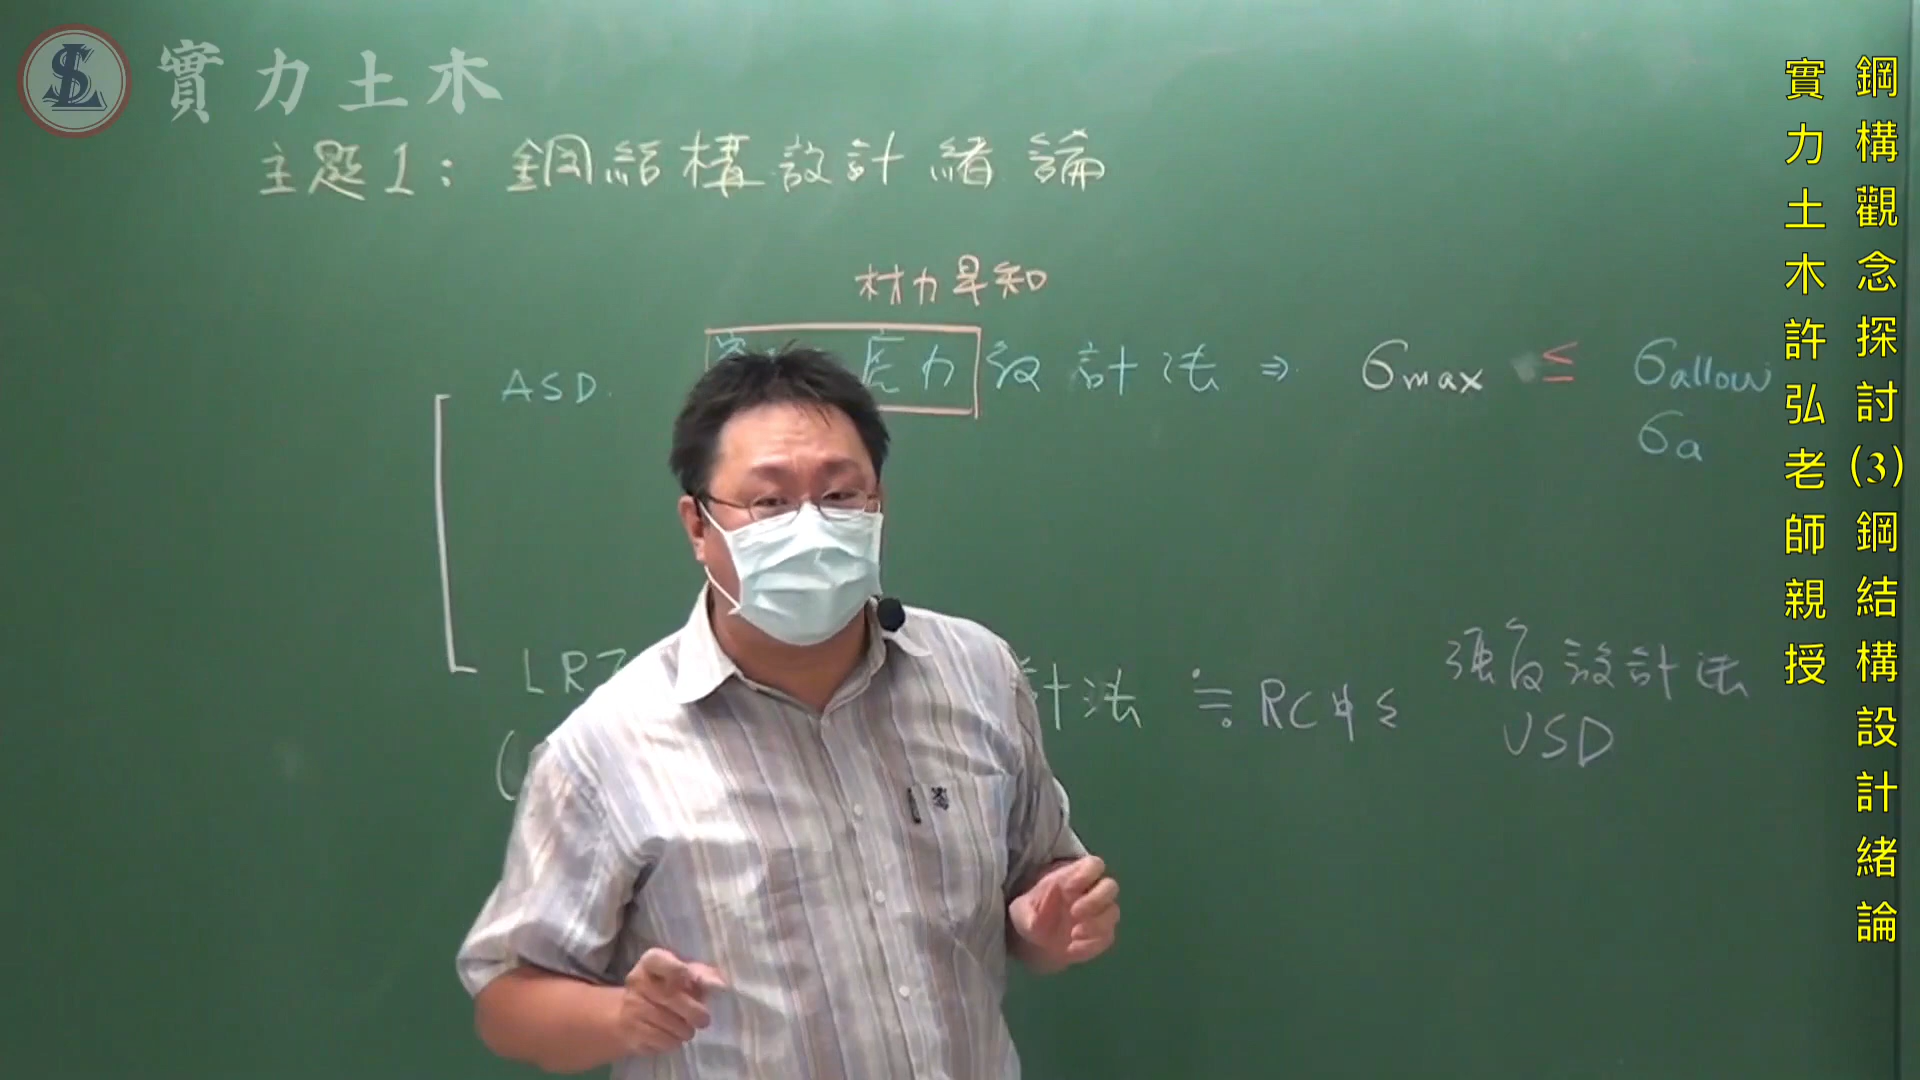 實力土木
主題1: 鋼結構設計緒論
材力早知
ASD. 應力設計法 ⇒ σmax ≤ σallow
σa
LRF 計法 ≒ RC中之 強度設計法
USD
鋼構觀念探討(3)鋼結構設計緒論
實力土木許弘老師親授